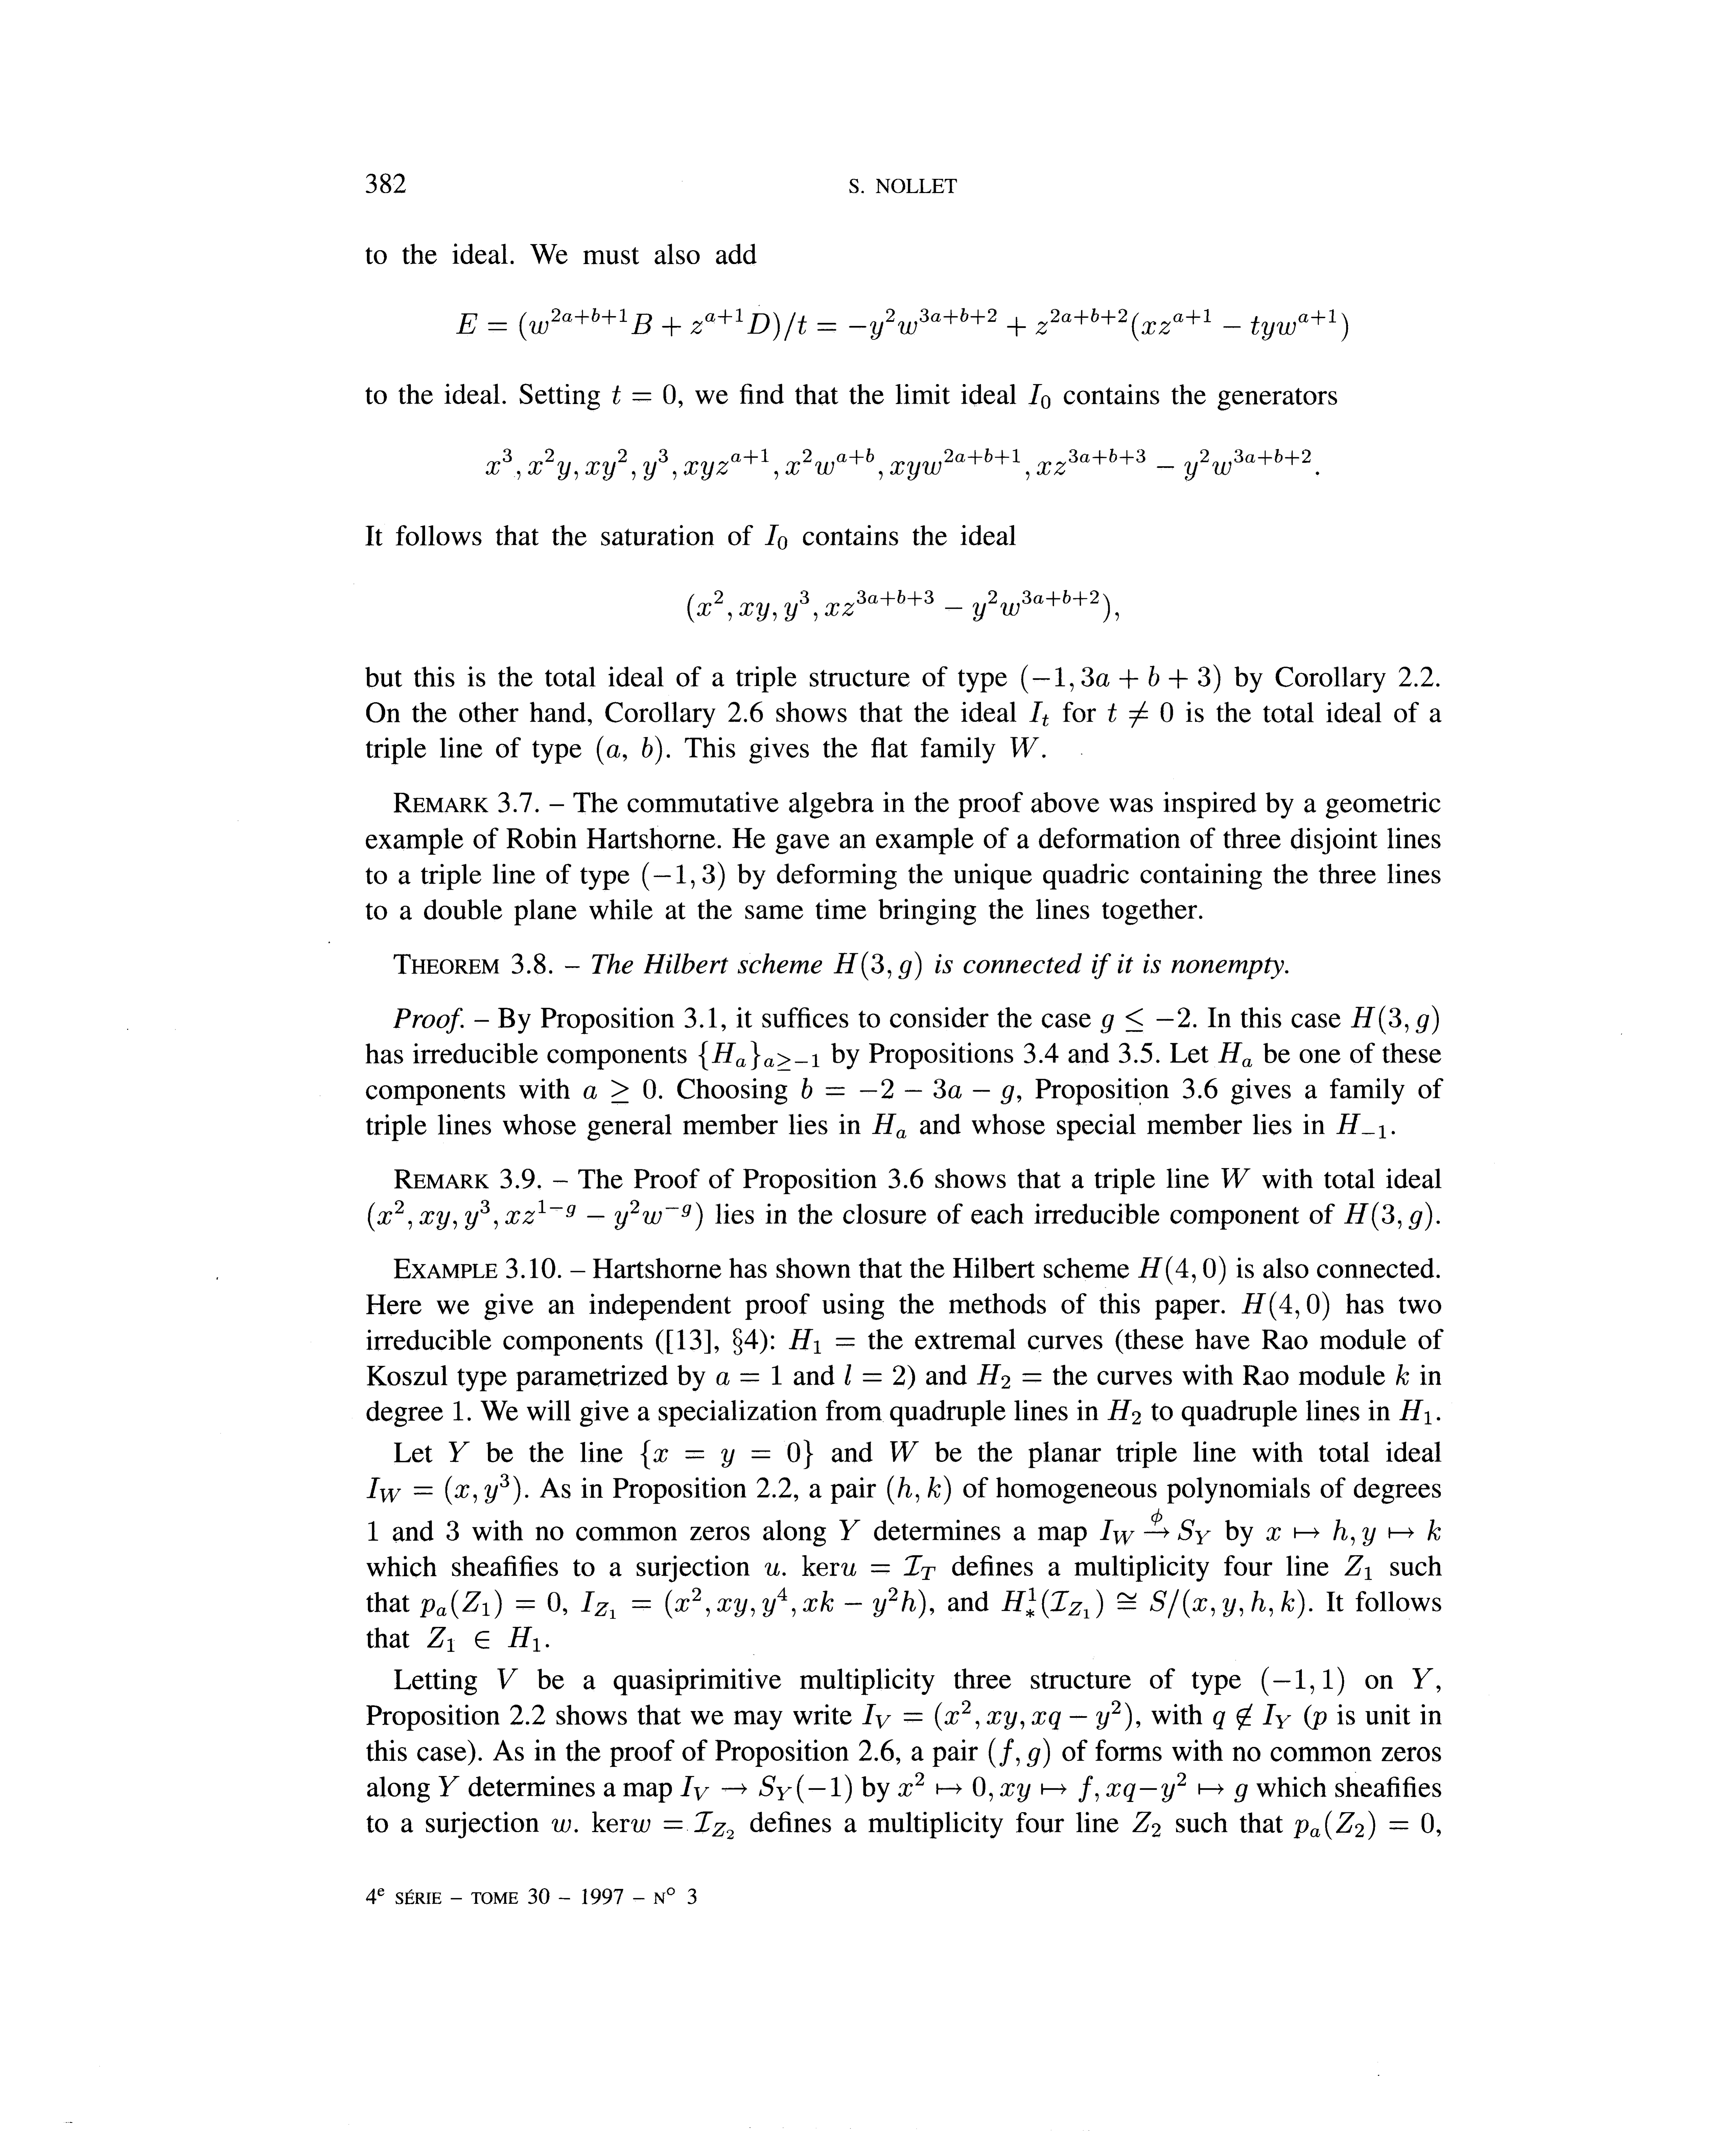 382 S. NOLLET
to the ideal. We must also add
E = (w^{2a+b+1}B + z^{a+1}D)/t = −y^2w^{3a+b+2} + z^{2a+b+2}(xz^{a+1} − tyw^{a+1})
to the ideal. Setting t = 0, we find that the limit ideal I_0 contains the generators
x^3, x^2y, xy^2, y^3, xyz^{a+1}, x^2w^{a+b}, xyw^{2a+b+1}, xz^{3a+b+3} − y^2w^{3a+b+2}.
It follows that the saturation of I_0 contains the ideal
(x^2, xy, y^3, xz^{3a+b+3} − y^2w^{3a+b+2}),
but this is the total ideal of a triple structure of type (−1, 3a + b + 3) by Corollary 2.2.
On the other hand, Corollary 2.6 shows that the ideal I_t for t ≠ 0 is the total ideal of a
triple line of type (a, b). This gives the flat family W.
REMARK 3.7. – The commutative algebra in the proof above was inspired by a geometric
example of Robin Hartshorne. He gave an example of a deformation of three disjoint lines
to a triple line of type (−1, 3) by deforming the unique quadric containing the three lines
to a double plane while at the same time bringing the lines together.
THEOREM 3.8. – The Hilbert scheme H(3, g) is connected if it is nonempty.
Proof. – By Proposition 3.1, it suffices to consider the case g ≤ −2. In this case H(3, g)
has irreducible components {H_a}_{a≥−1} by Propositions 3.4 and 3.5. Let H_a be one of these
components with a ≥ 0. Choosing b = −2 − 3a − g, Proposition 3.6 gives a family of
triple lines whose general member lies in H_a and whose special member lies in H_{−1}.
REMARK 3.9. – The Proof of Proposition 3.6 shows that a triple line W with total ideal
(x^2, xy, y^3, xz^{1−g} − y^2w^{−g}) lies in the closure of each irreducible component of H(3, g).
EXAMPLE 3.10. – Hartshorne has shown that the Hilbert scheme H(4, 0) is also connected.
Here we give an independent proof using the methods of this paper. H(4, 0) has two
irreducible components ([13], §4): H_1 = the extremal curves (these have Rao module of
Koszul type parametrized by a = 1 and l = 2) and H_2 = the curves with Rao module k in
degree 1. We will give a specialization from quadruple lines in H_2 to quadruple lines in H_1.
Let Y be the line {x = y = 0} and W be the planar triple line with total ideal
I_W = (x, y^3). As in Proposition 2.2, a pair (h, k) of homogeneous polynomials of degrees
1 and 3 with no common zeros along Y determines a map I_W \overset{ϕ}{→} S_Y by x ↦ h, y ↦ k
which sheafifies to a surjection u. keru = \mathcal{I}_T defines a multiplicity four line Z_1 such
that p_a(Z_1) = 0, I_{Z_1} = (x^2, xy, y^4, xk − y^2h), and H^1_*(\mathcal{I}_{Z_1}) ≅ S/(x, y, h, k). It follows
that Z_1 ∈ H_1.
Letting V be a quasiprimitive multiplicity three structure of type (−1, 1) on Y,
Proposition 2.2 shows that we may write I_V = (x^2, xy, xq − y^2), with q ∉ I_Y (p is unit in
this case). As in the proof of Proposition 2.6, a pair (f, g) of forms with no common zeros
along Y determines a map I_V → S_Y(−1) by x^2 ↦ 0, xy ↦ f, xq−y^2 ↦ g which sheafifies
to a surjection w. kerw = \mathcal{I}_{Z_2} defines a multiplicity four line Z_2 such that p_a(Z_2) = 0,
4^e SÉRIE – TOME 30 – 1997 – N° 3